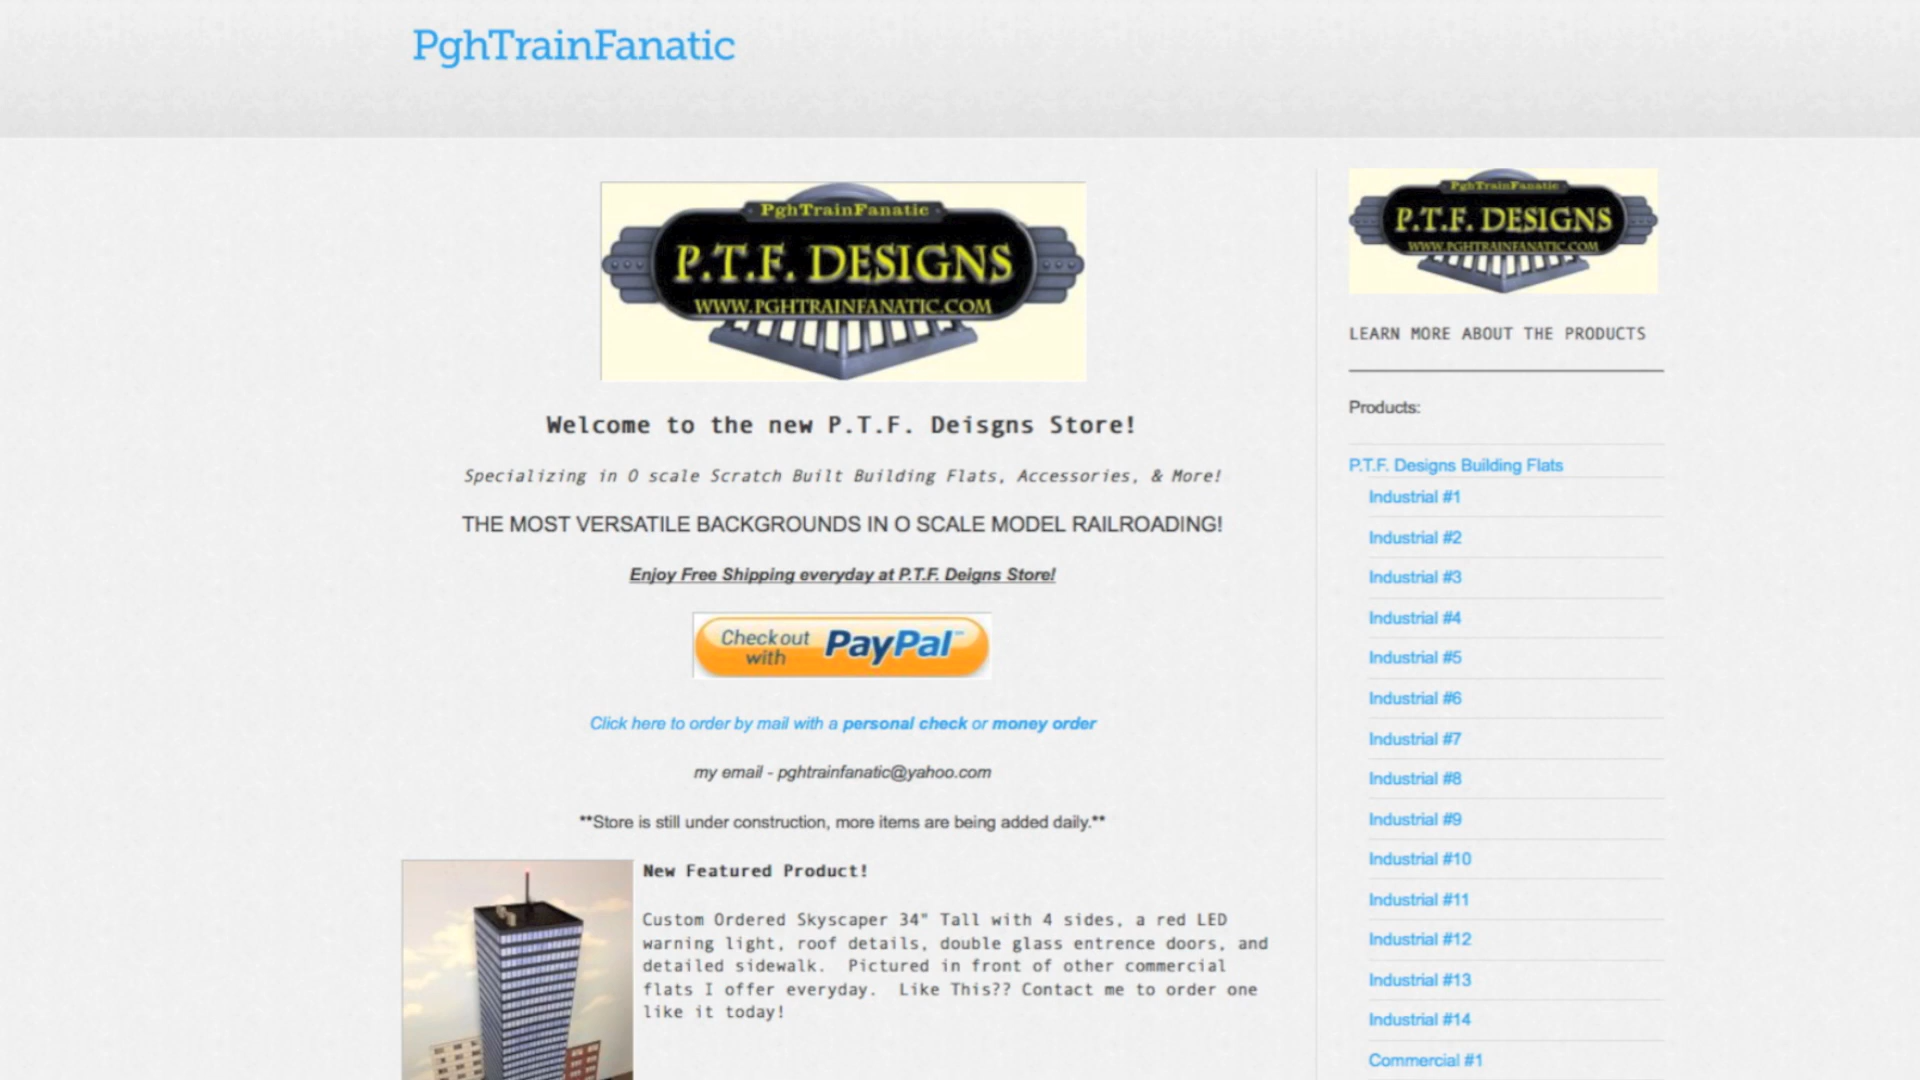 PghTrainFanatic
PghTrainFanatic
P.T.F. DESIGNS
WWW.PGHTRAINFANATIC.COM
Welcome to the new P.T.F. Deisgns Store!
Specializing in O scale Scratch Built Building Flats, Accessories, & More!
THE MOST VERSATILE BACKGROUNDS IN O SCALE MODEL RAILROADING!
Enjoy Free Shipping everyday at P.T.F. Deigns Store!
Checkout
with PayPal™
Click here to order by mail with a personal check or money order
my email - pghtrainfanatic@yahoo.com
**Store is still under construction, more items are being added daily.**
New Featured Product!
Custom Ordered Skyscaper 34" Tall with 4 sides, a red LED
warning light, roof details, double glass entrence doors, and
detailed sidewalk. Pictured in front of other commercial
flats I offer everyday. Like This?? Contact me to order one
like it today!
PghTrainFanatic
P.T.F. DESIGNS
WWW.PGHTRAINFANATIC.COM
LEARN MORE ABOUT THE PRODUCTS
Products:
P.T.F. Designs Building Flats
Industrial #1
Industrial #2
Industrial #3
Industrial #4
Industrial #5
Industrial #6
Industrial #7
Industrial #8
Industrial #9
Industrial #10
Industrial #11
Industrial #12
Industrial #13
Industrial #14
Commercial #1